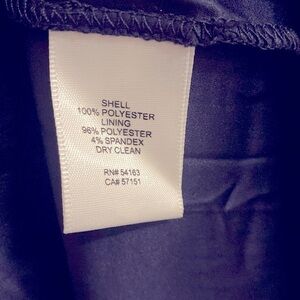 SHELL
100% POLYESTER
LINING
96% POLYESTER
4% SPANDEX
DRY CLEAN
RN# 54163
CA# 57151